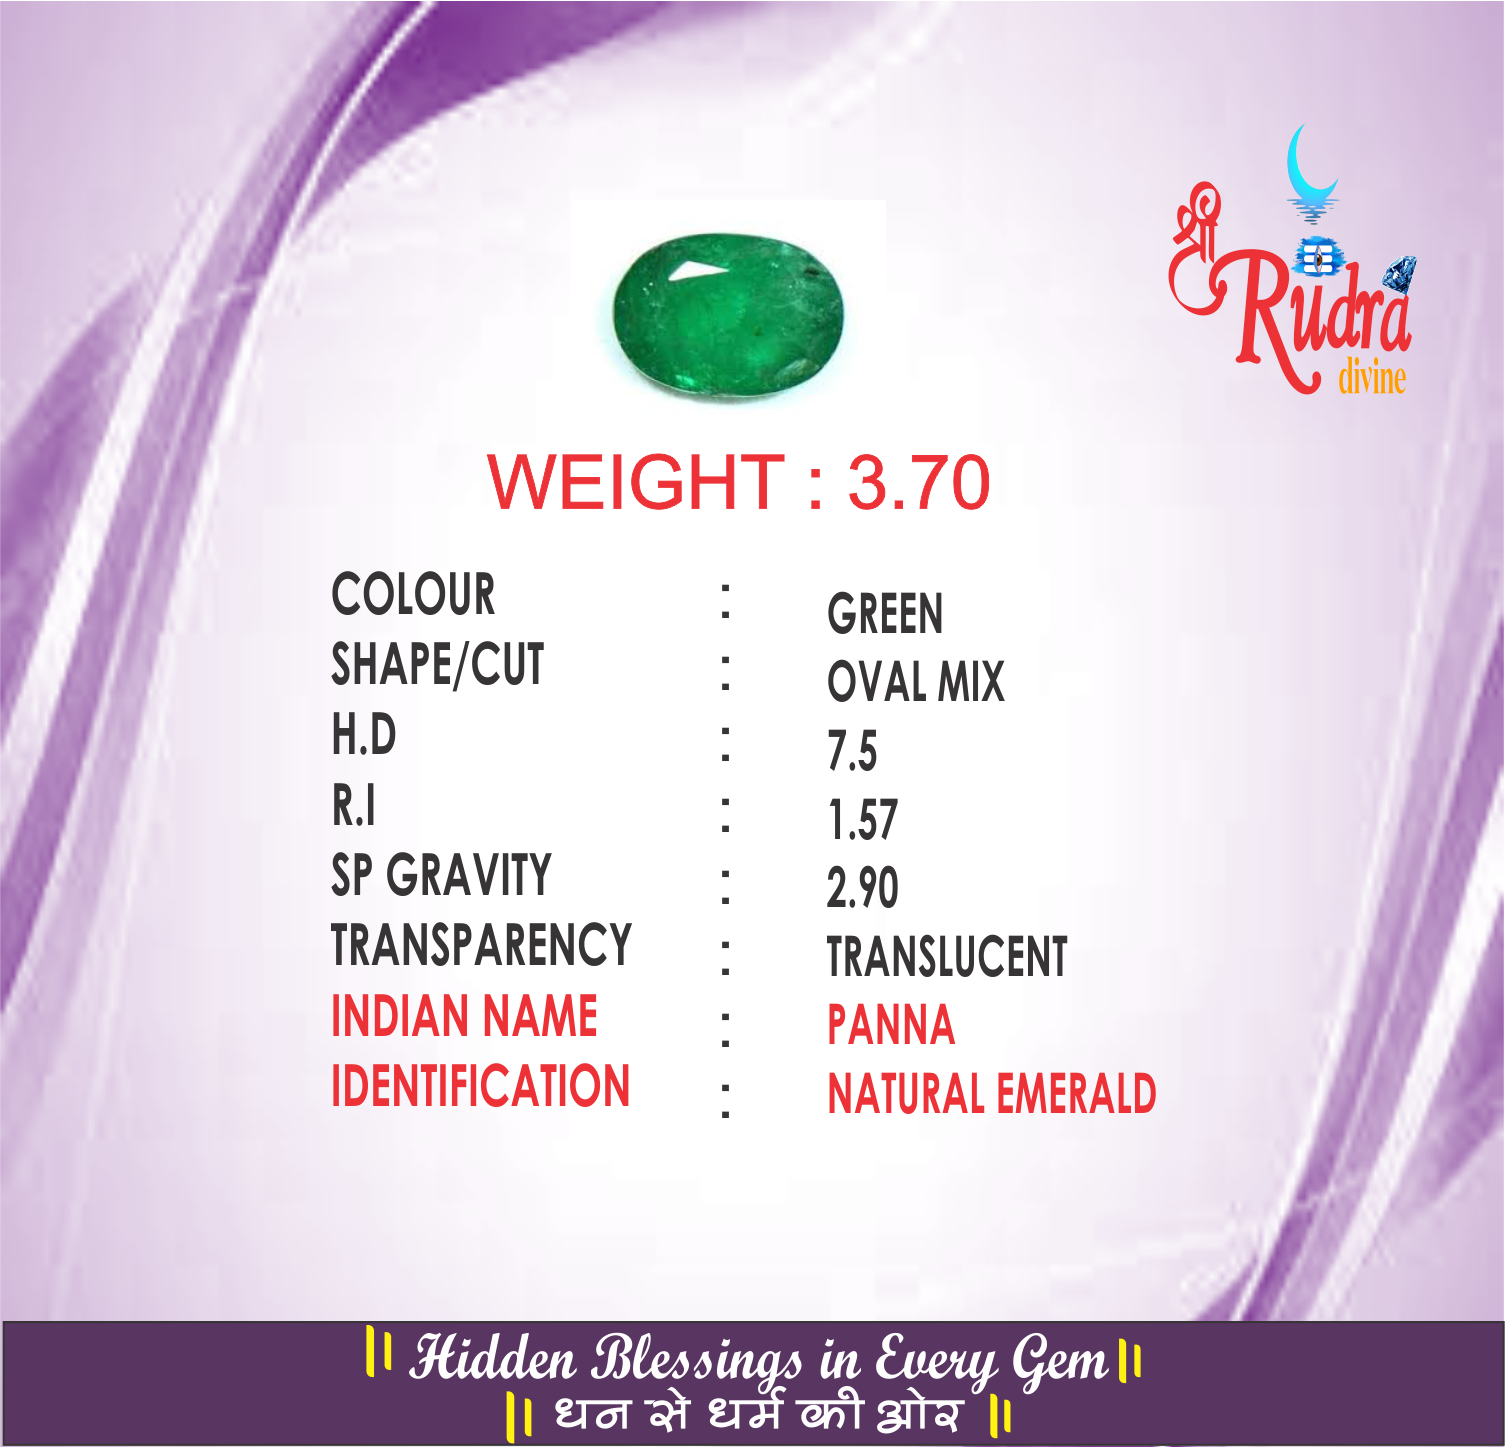 श्री
Rudra
divine
WEIGHT : 3.70
COLOUR : GREEN
SHAPE/CUT : OVAL MIX
H.D : 7.5
R.I : 1.57
SP GRAVITY : 2.90
TRANSPARENCY : TRANSLUCENT
INDIAN NAME : PANNA
IDENTIFICATION : NATURAL EMERALD
|| Hidden Blessings in Every Gem ||
|| धन से धर्म की ओर ||